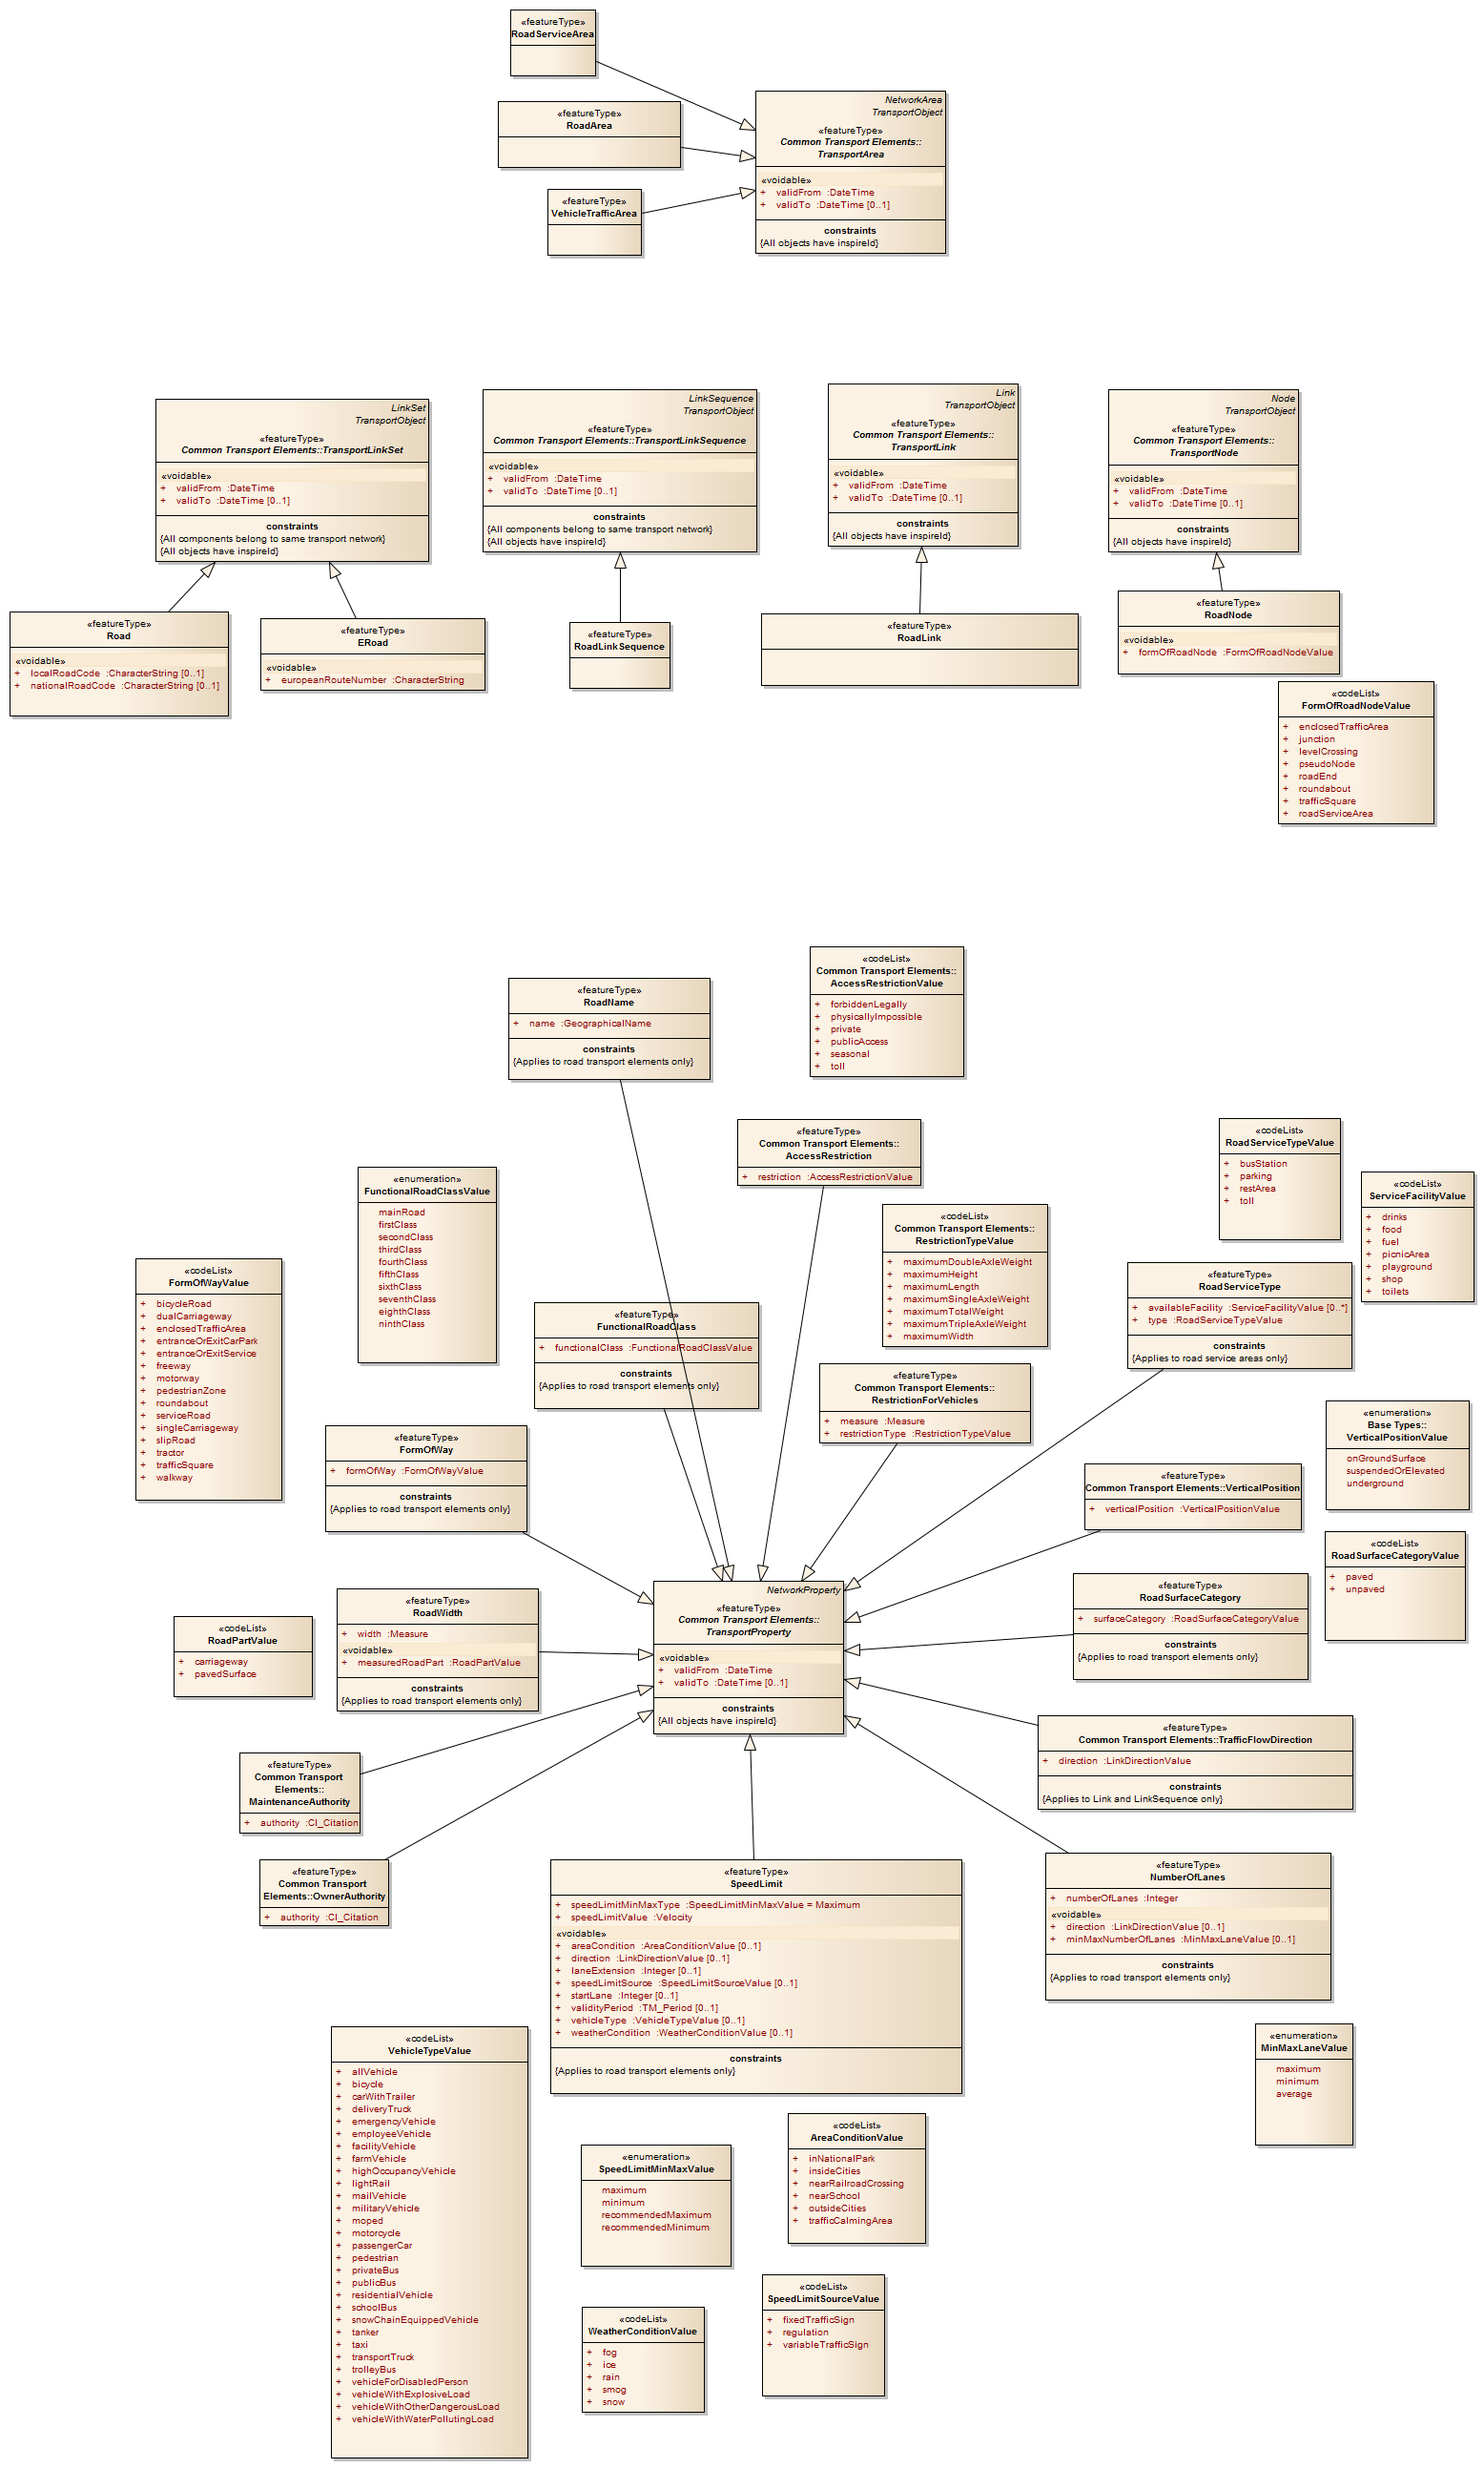 «featureType»
RoadServiceArea
«featureType»
RoadArea
«featureType»
VehicleTrafficArea
NetworkArea
TransportObject
«featureType»
Common Transport Elements::
TransportArea
«voidable»
+ validFrom :DateTime
+ validTo :DateTime [0..1]
constraints
{All objects have inspireId}
LinkSet
TransportObject
«featureType»
Common Transport Elements::TransportLinkSet
«voidable»
+ validFrom :DateTime
+ validTo :DateTime [0..1]
constraints
{All components belong to same transport network}
{All objects have inspireId}
LinkSequence
TransportObject
«featureType»
Common Transport Elements::TransportLinkSequence
«voidable»
+ validFrom :DateTime
+ validTo :DateTime [0..1]
constraints
{All components belong to same transport network}
{All objects have inspireId}
Link
TransportObject
«featureType»
Common Transport Elements::
TransportLink
«voidable»
+ validFrom :DateTime
+ validTo :DateTime [0..1]
constraints
{All objects have inspireId}
Node
TransportObject
«featureType»
Common Transport Elements::
TransportNode
«voidable»
+ validFrom :DateTime
+ validTo :DateTime [0..1]
constraints
{All objects have inspireId}
«featureType»
Road
«voidable»
+ localRoadCode :CharacterString [0..1]
+ nationalRoadCode :CharacterString [0..1]
«featureType»
ERoad
«voidable»
+ europeanRouteNumber :CharacterString
«featureType»
RoadLinkSequence
«featureType»
RoadLink
«featureType»
RoadNode
«voidable»
+ formOfRoadNode :FormOfRoadNodeValue
«codeList»
FormOfRoadNodeValue
+ enclosedTrafficArea
+ junction
+ levelCrossing
+ pseudoNode
+ roadEnd
+ roundabout
+ trafficSquare
+ roadServiceArea
«codeList»
Common Transport Elements::
AccessRestrictionValue
+ forbiddenLegally
+ physicallyImpossible
+ private
+ publicAccess
+ seasonal
+ toll
«featureType»
RoadName
+ name :GeographicalName
constraints
{Applies to road transport elements only}
«featureType»
Common Transport Elements::
AccessRestriction
+ restriction :AccessRestrictionValue
«codeList»
RoadServiceTypeValue
+ busStation
+ parking
+ restArea
+ toll
«codeList»
ServiceFacilityValue
+ drinks
+ food
+ fuel
+ picnicArea
+ playground
+ shop
+ toilets
«enumeration»
FunctionalRoadClassValue
mainRoad
firstClass
secondClass
thirdClass
fourthClass
fifthClass
sixthClass
seventhClass
eighthClass
ninthClass
«codeList»
Common Transport Elements::
RestrictionTypeValue
+ maximumDoubleAxleWeight
+ maximumHeight
+ maximumLength
+ maximumSingleAxleWeight
+ maximumTotalWeight
+ maximumTripleAxleWeight
+ maximumWidth
«codeList»
FormOfWayValue
+ bicycleRoad
+ dualCarriageway
+ enclosedTrafficArea
+ entranceOrExitCarPark
+ entranceOrExitService
+ freeway
+ motorway
+ pedestrianZone
+ roundabout
+ serviceRoad
+ singleCarriageway
+ slipRoad
+ tractor
+ trafficSquare
+ walkway
«featureType»
RoadServiceType
+ availableFacility :ServiceFacilityValue [0..*]
+ type :RoadServiceTypeValue
constraints
{Applies to road service areas only}
«featureType»
FunctionalRoadClass
+ functionalClass :FunctionalRoadClassValue
constraints
{Applies to road transport elements only}
«featureType»
Common Transport Elements::
RestrictionForVehicles
+ measure :Measure
+ restrictionType :RestrictionTypeValue
«enumeration»
Base Types::
VerticalPositionValue
onGroundSurface
suspendedOrElevated
underground
«featureType»
FormOfWay
+ formOfWay :FormOfWayValue
constraints
{Applies to road transport elements only}
«featureType»
Common Transport Elements::VerticalPosition
+ verticalPosition :VerticalPositionValue
«codeList»
RoadSurfaceCategoryValue
+ paved
+ unpaved
«featureType»
RoadSurfaceCategory
+ surfaceCategory :RoadSurfaceCategoryValue
constraints
{Applies to road transport elements only}
NetworkProperty
«featureType»
Common Transport Elements::
TransportProperty
«voidable»
+ validFrom :DateTime
+ validTo :DateTime [0..1]
constraints
{All objects have inspireId}
«featureType»
RoadWidth
+ width :Measure
«voidable»
+ measuredRoadPart :RoadPartValue
constraints
{Applies to road transport elements only}
«codeList»
RoadPartValue
+ carriageway
+ pavedSurface
«featureType»
Common Transport Elements::TrafficFlowDirection
+ direction :LinkDirectionValue
constraints
{Applies to Link and LinkSequence only}
«featureType»
Common Transport
Elements::
MaintenanceAuthority
+ authority :CI_Citation
«featureType»
Common Transport
Elements::OwnerAuthority
+ authority :CI_Citation
«featureType»
SpeedLimit
+ speedLimitMinMaxType :SpeedLimitMinMaxValue = Maximum
+ speedLimitValue :Velocity
«voidable»
+ areaCondition :AreaConditionValue [0..1]
+ direction :LinkDirectionValue [0..1]
+ laneExtension :Integer [0..1]
+ speedLimitSource :SpeedLimitSourceValue [0..1]
+ startLane :Integer [0..1]
+ validityPeriod :TM_Period [0..1]
+ vehicleType :VehicleTypeValue [0..1]
+ weatherCondition :WeatherConditionValue [0..1]
constraints
{Applies to road transport elements only}
«featureType»
NumberOfLanes
+ numberOfLanes :Integer
«voidable»
+ direction :LinkDirectionValue [0..1]
+ minMaxNumberOfLanes :MinMaxLaneValue [0..1]
constraints
{Applies to road transport elements only}
«enumeration»
MinMaxLaneValue
maximum
minimum
average
«codeList»
VehicleTypeValue
+ allVehicle
+ bicycle
+ carWithTrailer
+ deliveryTruck
+ emergencyVehicle
+ employeeVehicle
+ facilityVehicle
+ farmVehicle
+ highOccupancyVehicle
+ lightRail
+ mailVehicle
+ militaryVehicle
+ moped
+ motorcycle
+ passengerCar
+ pedestrian
+ privateBus
+ publicBus
+ residentialVehicle
+ schoolBus
+ snowChainEquippedVehicle
+ tanker
+ taxi
+ transportTruck
+ trolleyBus
+ vehicleForDisabledPerson
+ vehicleWithExplosiveLoad
+ vehicleWithOtherDangerousLoad
+ vehicleWithWaterPollutingLoad
«enumeration»
SpeedLimitMinMaxValue
maximum
minimum
recommendedMaximum
recommendedMinimum
«codeList»
AreaConditionValue
+ inNationalPark
+ insideCities
+ nearRailroadCrossing
+ nearSchool
+ outsideCities
+ trafficCalmingArea
«codeList»
WeatherConditionValue
+ fog
+ ice
+ rain
+ smog
+ snow
«codeList»
SpeedLimitSourceValue
+ fixedTrafficSign
+ regulation
+ variableTrafficSign